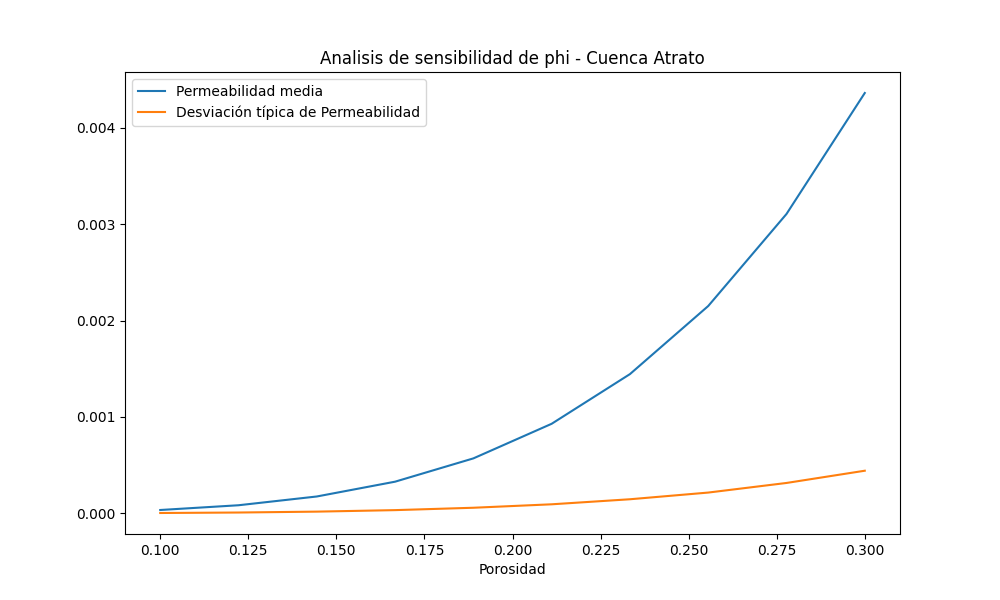 Analisis de sensibilidad de phi - Cuenca Atrato
Permeabilidad media
Desviación típica de Permeabilidad
0.004
0.003
0.002
0.001
0.000
0.100 0.125 0.150 0.175 0.200 0.225 0.250 0.275 0.300
Porosidad